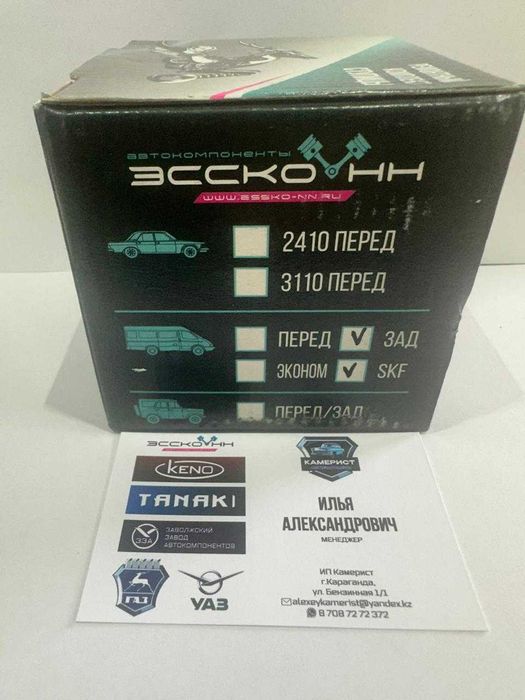 автокомпоненты
ЭССКО НН
WWW.ESSKO-NN.RU
2410 ПЕРЕД
3110 ПЕРЕД
ПЕРЕД ЗАД
ЭКОНОМ SKF
ПЕРЕД/ЗАД
ЭССКО НН
KENO
TANAKI
ЗЗА
ЗАВОЛЖСКИЙ
ЗАВОД
АВТОКОМПОНЕНТОВ
ГАЗ
УАЗ
КАМЕРИСТ
ИЛЬЯ
АЛЕКСАНДРОВИЧ
МЕНЕДЖЕР
ИП Камерист
г.Караганда,
ул. Бензинная 1/1
alexeykamerist@yandex.kz
8 708 72 72 372